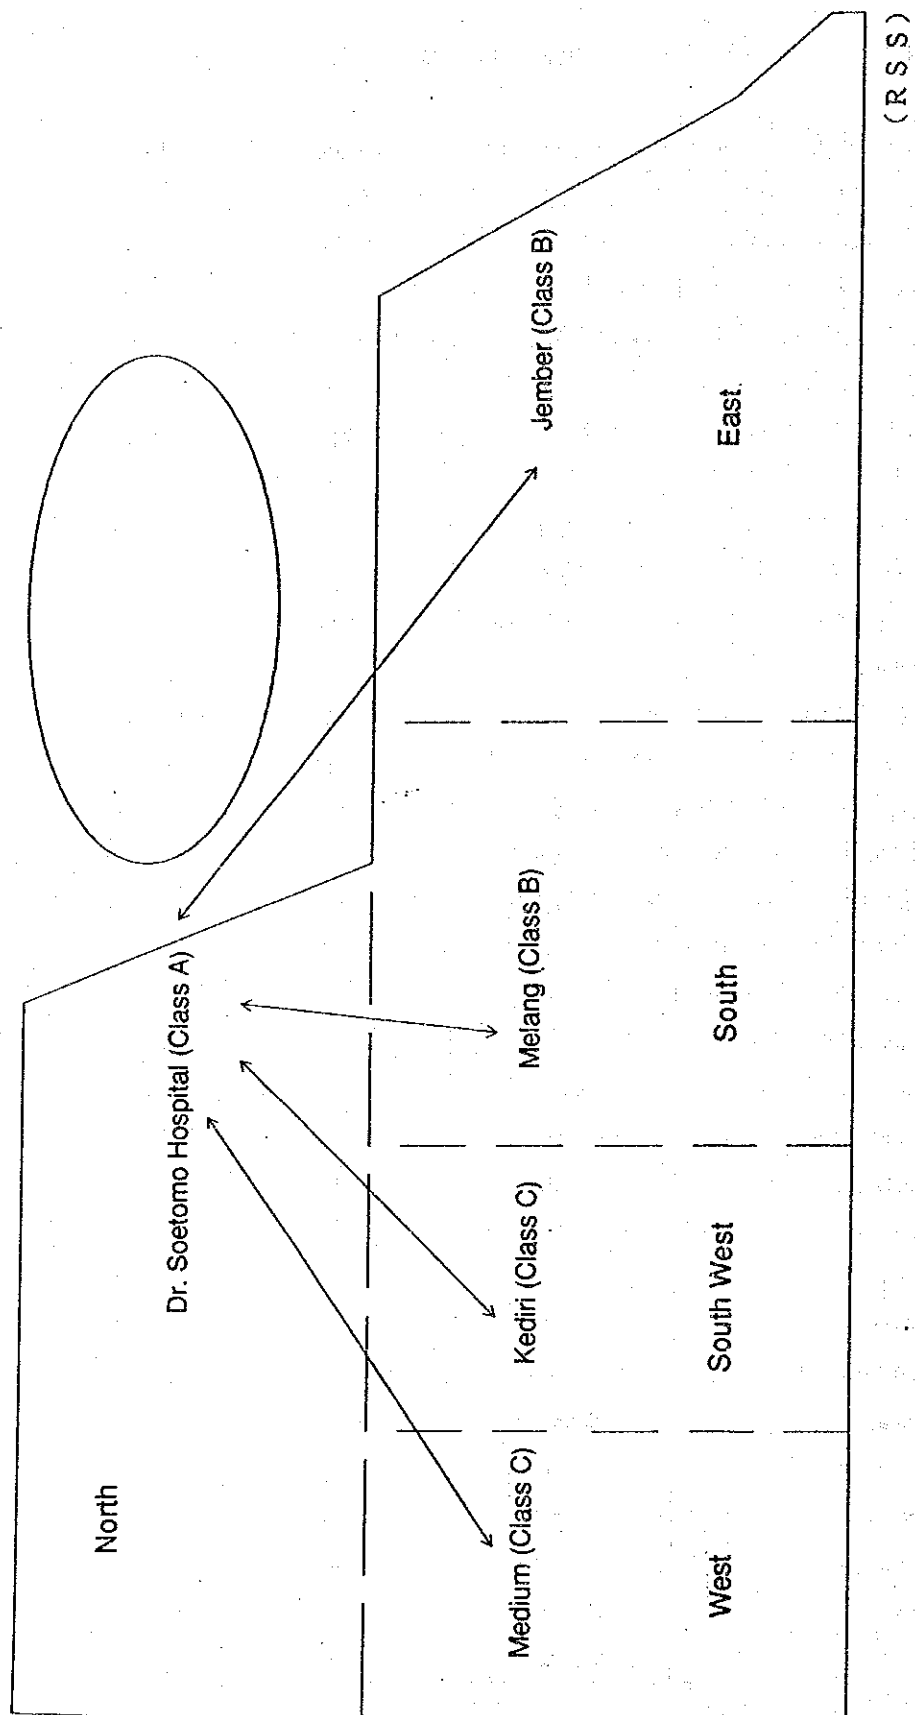 North
Dr. Soetomo Hospital (Class A)
Medium (Class C)
Kediri (Class C)
Melang (Class B)
Jember (Class B)
West
South West
South
East
(RSS)